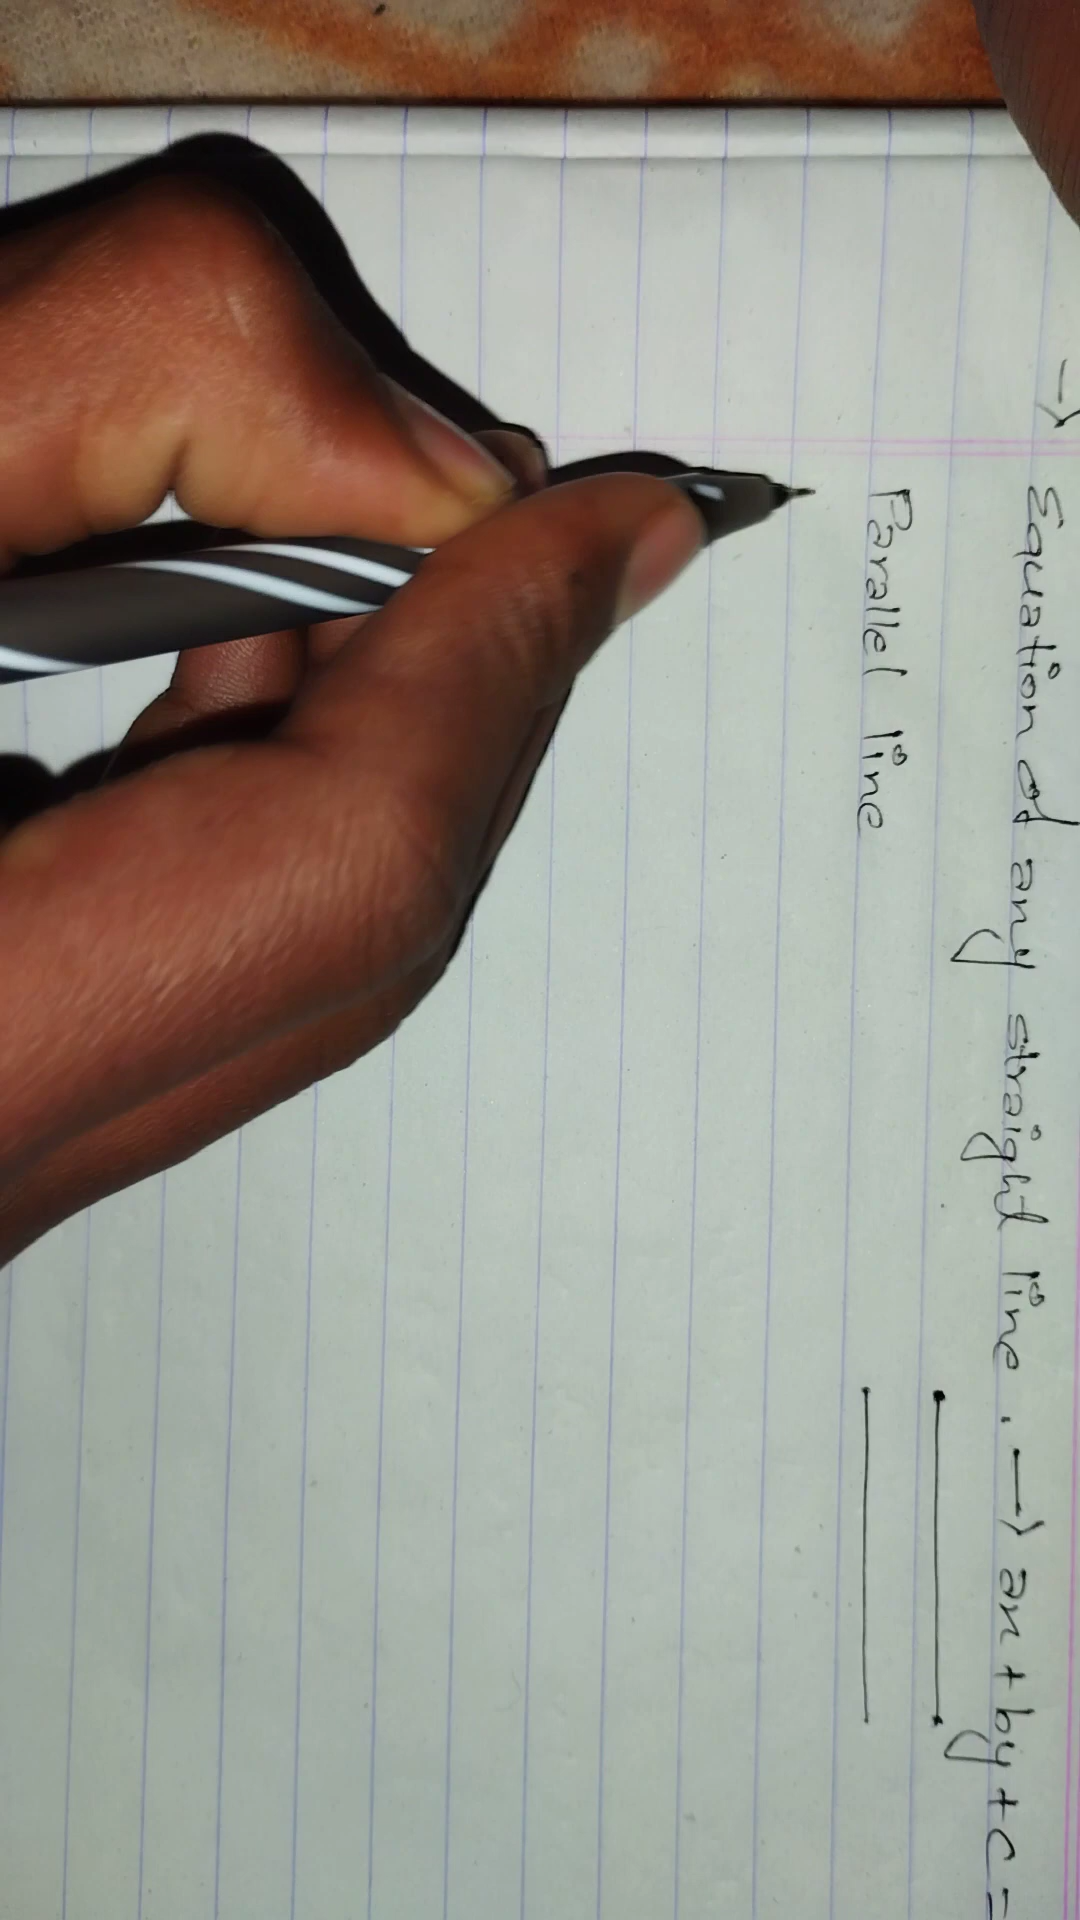 → Equation of any straight line. → ax + by + c =
Parallel line